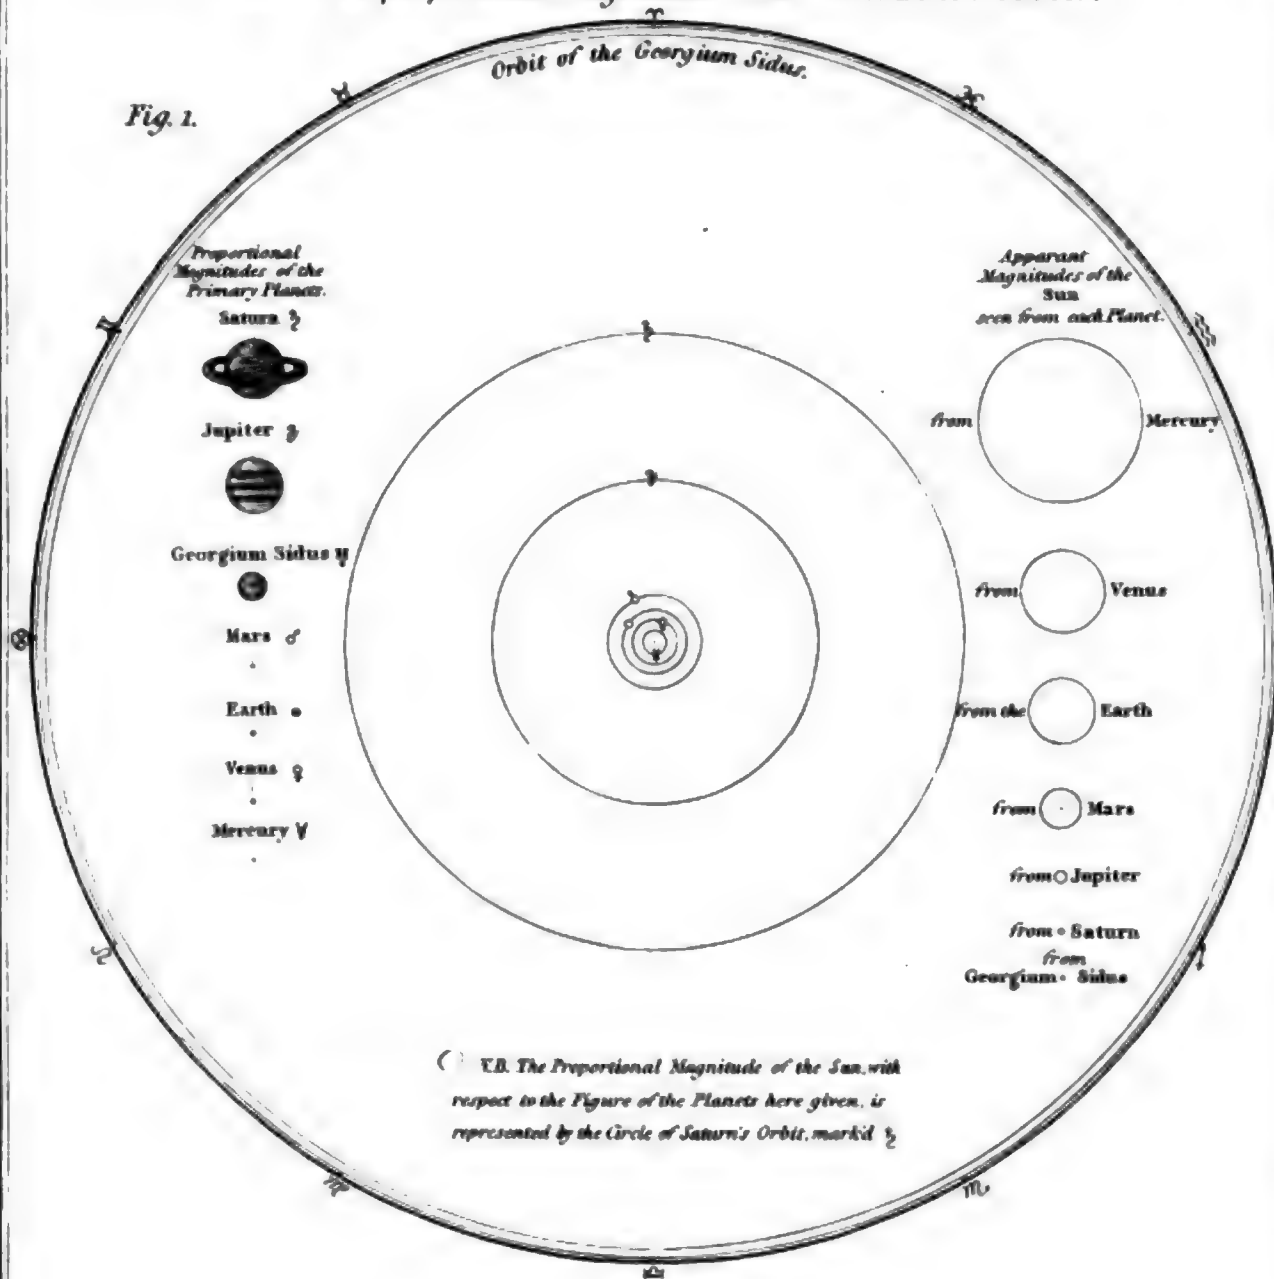 Orbit of the Georgium Sidus.
Fig. 1.
Proportional
Magnitudes of the
Primary Planets.
Saturn ♄
Jupiter ♃
Georgium Sidus
Mars ♂
Earth
Venus ♀
Mercury
Apparant
Magnitudes of the
Sun
seen from each Planet.
from Mercury
from Venus
from the Earth
from Mars
from Jupiter
from Saturn
from
Georgium Sidus
The Proportional Magnitude of the Sun, with
respect to the Figure of the Planets here given, is
represented by the Circle of Saturn's Orbit, mark'd ♄